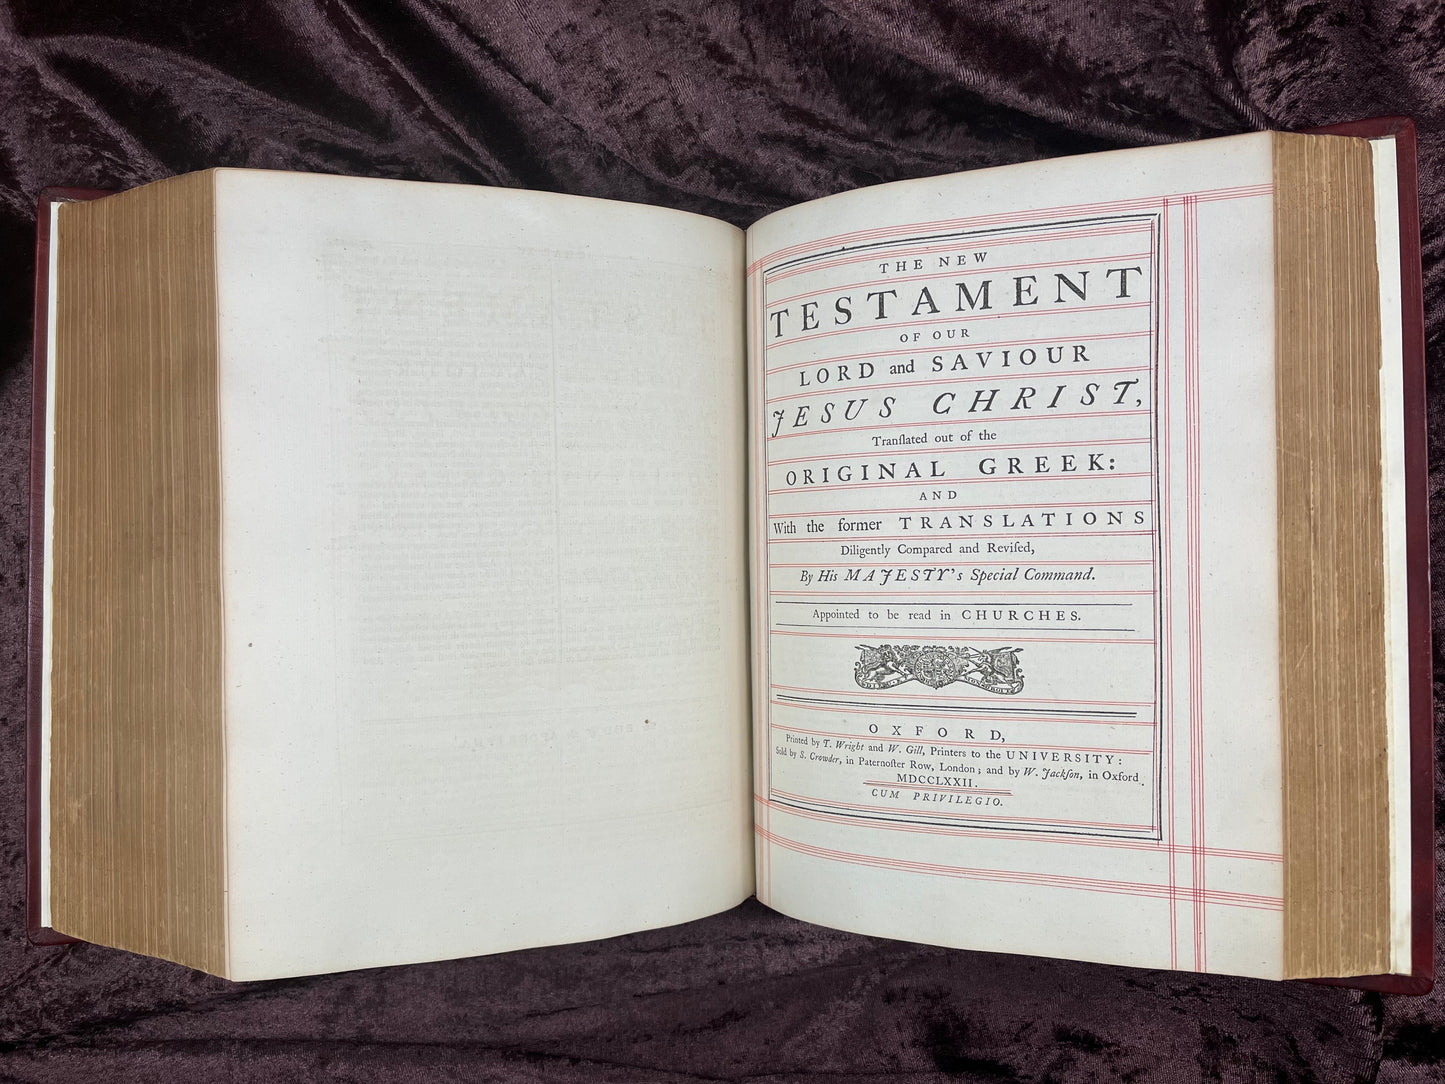 THE NEW
TESTAMENT
OF OUR
LORD and SAVIOUR
JESUS CHRIST,
Tranſlated out of the
ORIGINAL GREEK:
AND
With the former TRANSLATIONS
Diligently Compared and Reviſed,
By His MAJESTY's Special Command.
Appointed to be read in CHURCHES.
OXFORD,
Printed by T. Wright and W. Gill, Printers to the UNIVERSITY:
Sold by S. Crowder, in Paternoſter Row, London; and by W. Jackſon, in Oxford.
MDCCLXXII.
CUM PRIVILEGIO.